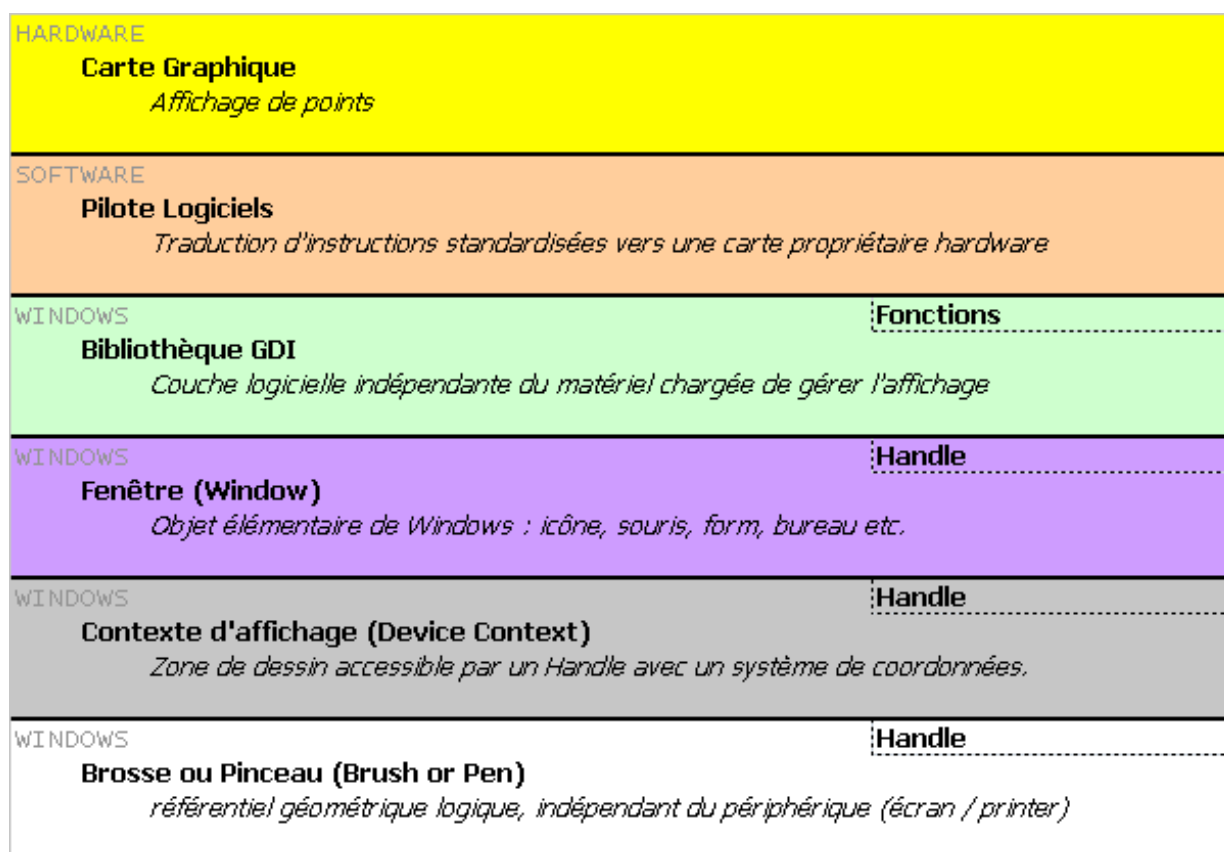 HARDWARE
Carte Graphique
Affichage de points
SOFTWARE
Pilote Logiciels
Traduction d'instructions standardisées vers une carte propriétaire hardware
WINDOWS
Fonctions
Bibliothèque GDI
Couche logicielle indépendante du matériel chargée de gérer l'affichage
WINDOWS
Handle
Fenêtre (Window)
Objet élémentaire de Windows : icône, souris, form, bureau etc.
WINDOWS
Handle
Contexte d'affichage (Device Context)
Zone de dessin accessible par un Handle avec un système de coordonnées.
WINDOWS
Handle
Brosse ou Pinceau (Brush or Pen)
référentiel géométrique logique, indépendant du périphérique (écran / printer)